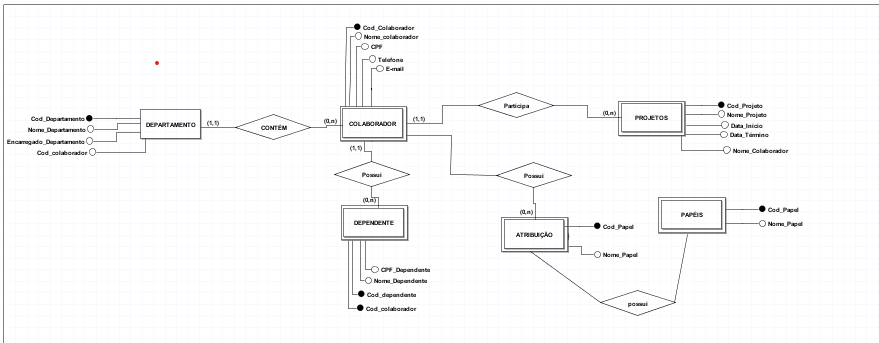 Cod_Colaborador
Nome_colaborador
CPF
Telefone
E-mail
Cod_Departamento
Nome_Departamento
Encarregado_Departamento
Cod_colaborador
DEPARTAMENTO
(1,1)
CONTÉM
(0,n)
COLABORADOR
(1,1)
Participa
(0,n)
PROJETOS
Cod_Projeto
Nome_Projeto
Data_Início
Data_Término
Nome_Colaborador
(1,1)
Possui
(0,n)
DEPENDENTE
CPF_Dependente
Nome_Dependente
Cod_dependente
Cod_colaborador
Possui
(0,n)
ATRIBUIÇÃO
Cod_Papel
Nome_Papel
PAPÉIS
Cod_Papel
Nome_Papel
possui